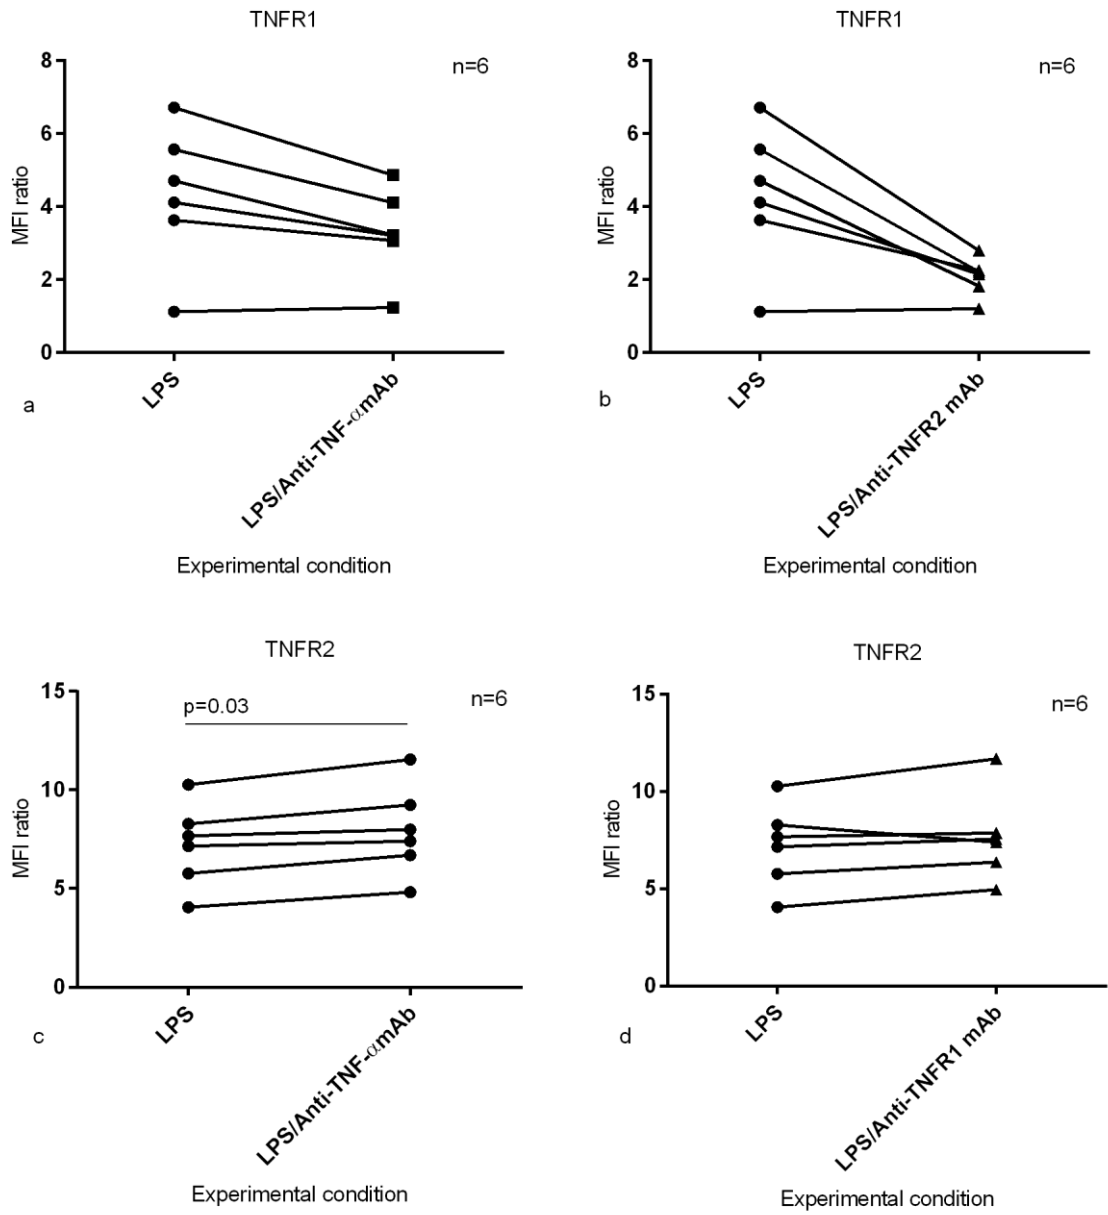 TNFR1
n=6
8
6
4
2
0
MFI ratio
LPS
LPS/Anti-TNF-αmAb
Experimental condition
a
TNFR1
n=6
8
6
4
2
0
MFI ratio
LPS
LPS/Anti-TNFR2 mAb
Experimental condition
b
TNFR2
p=0.03
n=6
15
10
5
0
MFI ratio
LPS
LPS/Anti-TNF-αmAb
Experimental condition
c
TNFR2
n=6
15
10
5
0
MFI ratio
LPS
LPS/Anti-TNFR1 mAb
Experimental condition
d